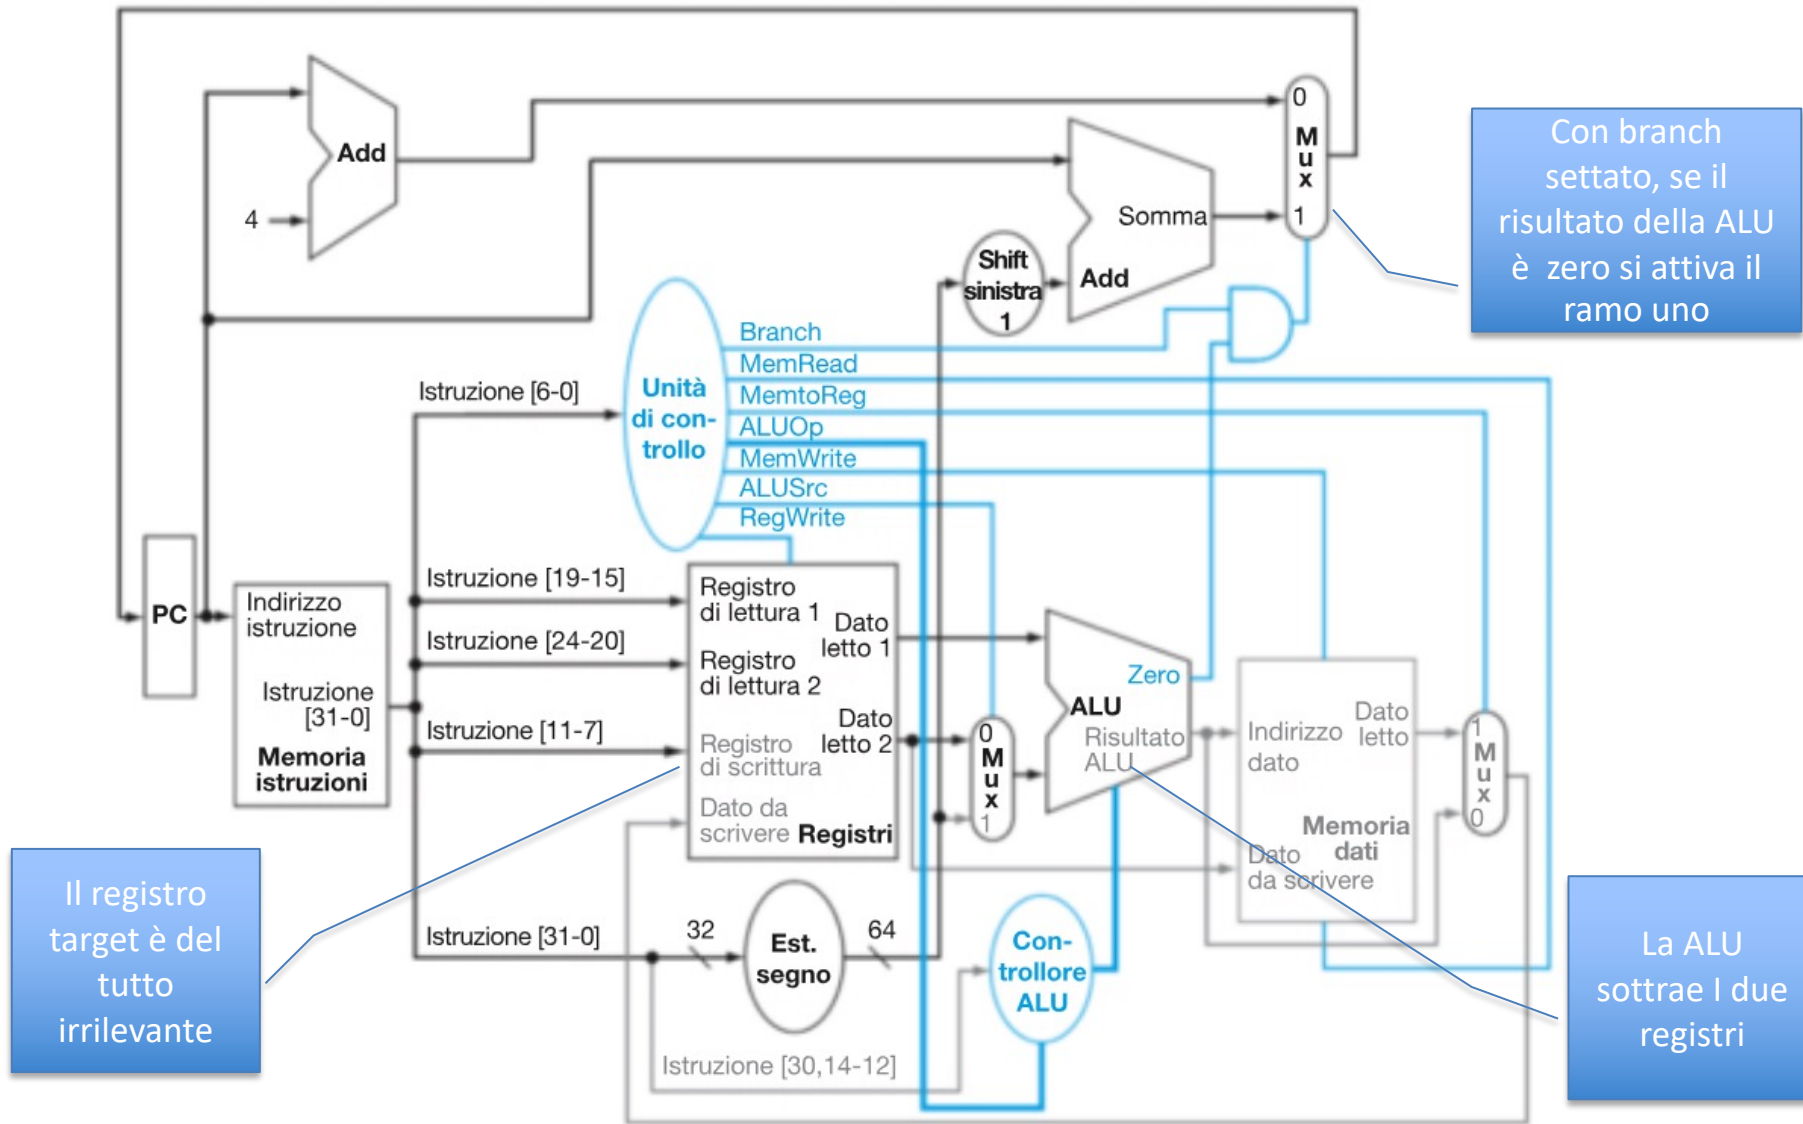 Add
4
Shift
sinistra
1
Add
Somma
0
M
u
x
1
Con branch
settato, se il
risultato della ALU
è zero si attiva il
ramo uno
Istruzione [6-0]
Unità
di con-
trollo
Branch
MemRead
MemtoReg
ALUOp
MemWrite
ALUSrc
RegWrite
PC
Indirizzo
istruzione
Istruzione
[31-0]
Memoria
istruzioni
Istruzione [19-15]
Istruzione [24-20]
Istruzione [11-7]
Istruzione [31-0]
Registro
di lettura 1
Registro
di lettura 2
Registro
di scrittura
Dato da
scrivere
Registri
Dato
letto 1
Dato
letto 2
0
M
u
x
1
Zero
ALU
Risultato
ALU
Indirizzo
dato
Dato
letto
Memoria
dati
Dato
da scrivere
1
M
u
x
0
32
Est.
segno
64
Con-
trollore
ALU
Istruzione [30,14-12]
Il registro
target è del
tutto
irrilevante
La ALU
sottrae I due
registri